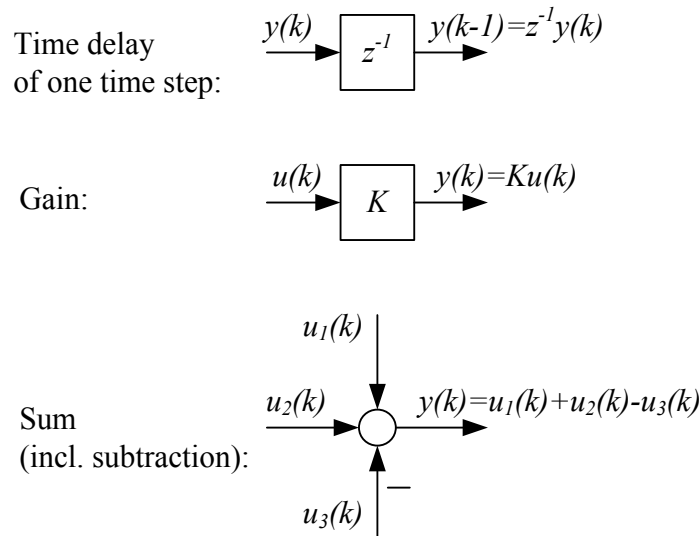 Time delay
of one time step:
y(k)
z⁻¹
y(k-1)=z⁻¹y(k)
Gain:
u(k)
K
y(k)=Ku(k)
Sum
(incl. subtraction):
u₁(k)
u₂(k)
y(k)=u₁(k)+u₂(k)-u₃(k)
–
u₃(k)